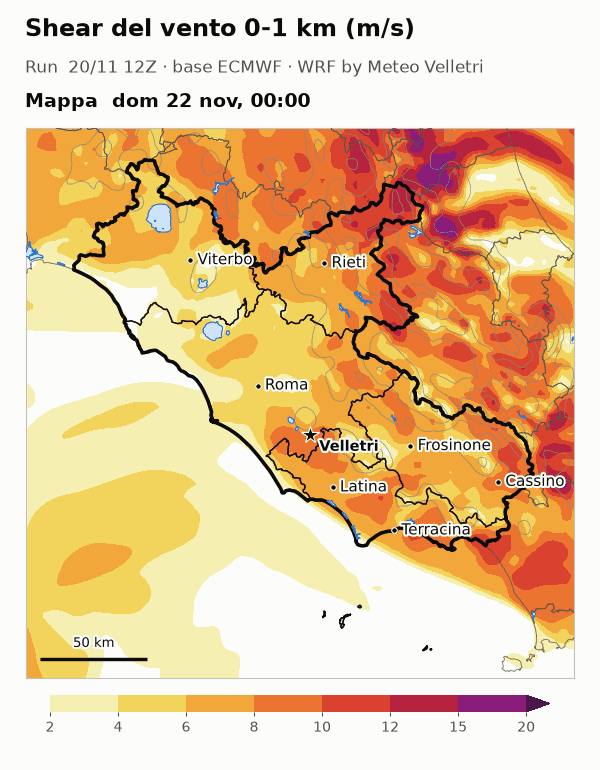 Shear del vento 0-1 km (m/s)
Run 20/11 12Z · base ECMWF · WRF by Meteo Velletri
Mappa dom 22 nov, 00:00
Viterbo
Rieti
Roma
Velletri
Frosinone
Latina
Cassino
Terracina
50 km
2 4 6 8 10 12 15 20